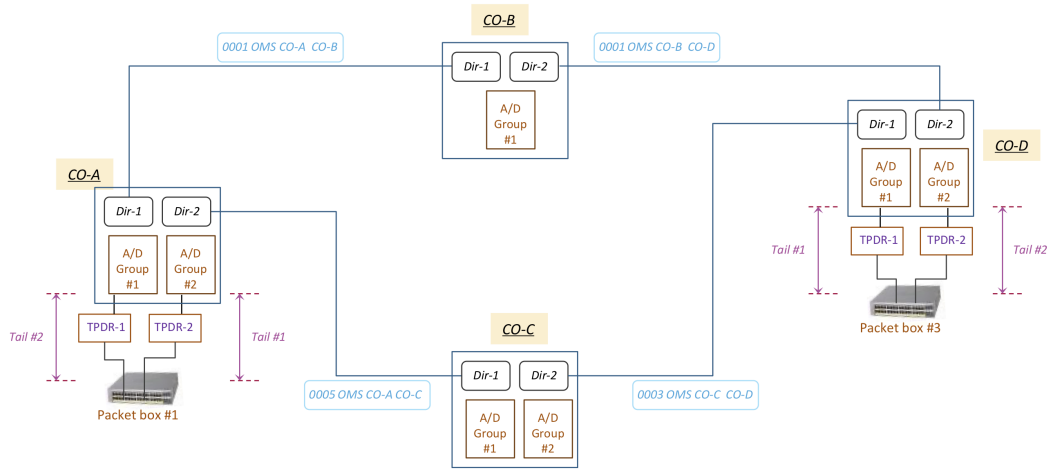 CO-B
0001 OMS CO-A CO-B
0001 OMS CO-B CO-D
Dir-1
Dir-2
A/D
Group
#1
CO-D
Dir-1
Dir-2
A/D
Group
#1
A/D
Group
#2
Tail #1
TPDR-1
TPDR-2
Tail #2
Packet box #3
CO-A
Dir-1
Dir-2
A/D
Group
#1
A/D
Group
#2
Tail #2
TPDR-1
TPDR-2
Tail #1
Packet box #1
CO-C
Dir-1
Dir-2
A/D
Group
#1
A/D
Group
#2
0005 OMS CO-A CO-C
0003 OMS CO-C CO-D